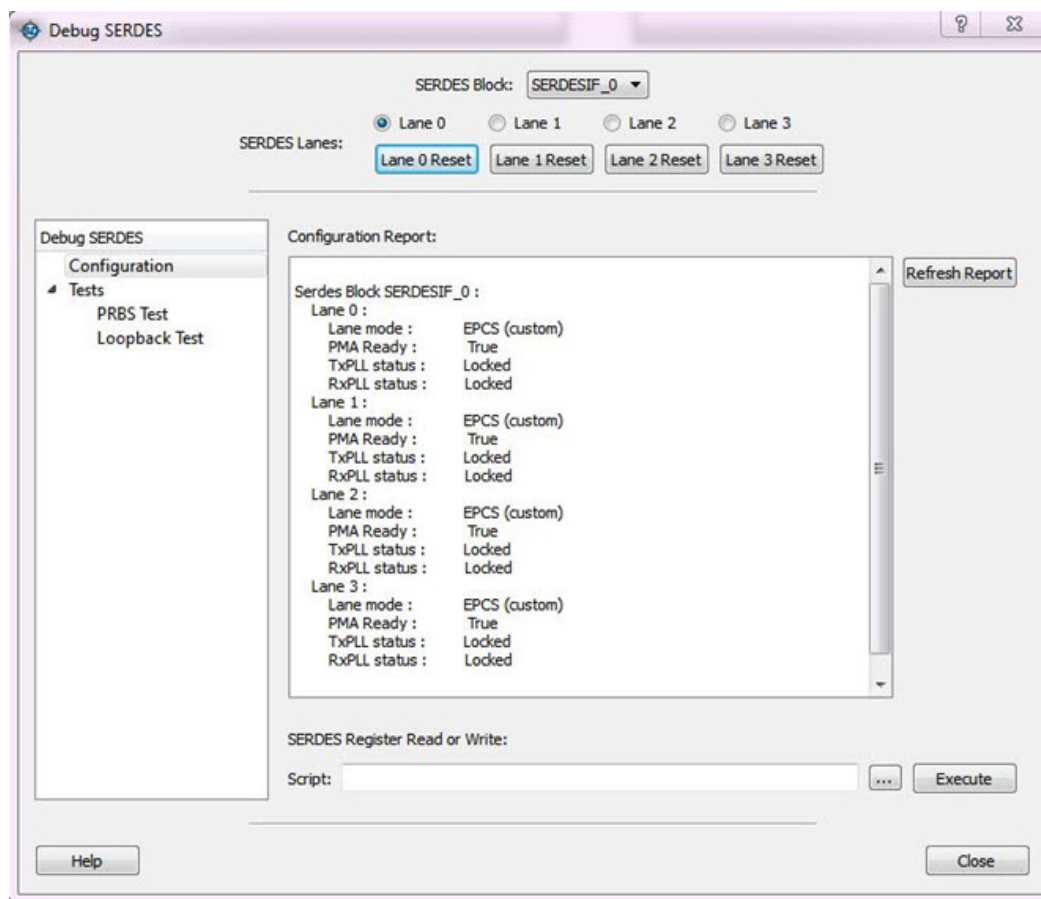 Debug SERDES
SERDES Block: SERDESIF_0
SERDES Lanes:
Lane 0 Lane 1 Lane 2 Lane 3
Lane 0 Reset Lane 1 Reset Lane 2 Reset Lane 3 Reset
Debug SERDES
Configuration
Tests
PRBS Test
Loopback Test
Configuration Report:
Refresh Report
Serdes Block SERDESIF_0 :
Lane 0 :
Lane mode : EPCS (custom)
PMA Ready : True
TxPLL status : Locked
RxPLL status : Locked
Lane 1 :
Lane mode : EPCS (custom)
PMA Ready : True
TxPLL status : Locked
RxPLL status : Locked
Lane 2 :
Lane mode : EPCS (custom)
PMA Ready : True
TxPLL status : Locked
RxPLL status : Locked
Lane 3 :
Lane mode : EPCS (custom)
PMA Ready : True
TxPLL status : Locked
RxPLL status : Locked
SERDES Register Read or Write:
Script: ... Execute
Help Close